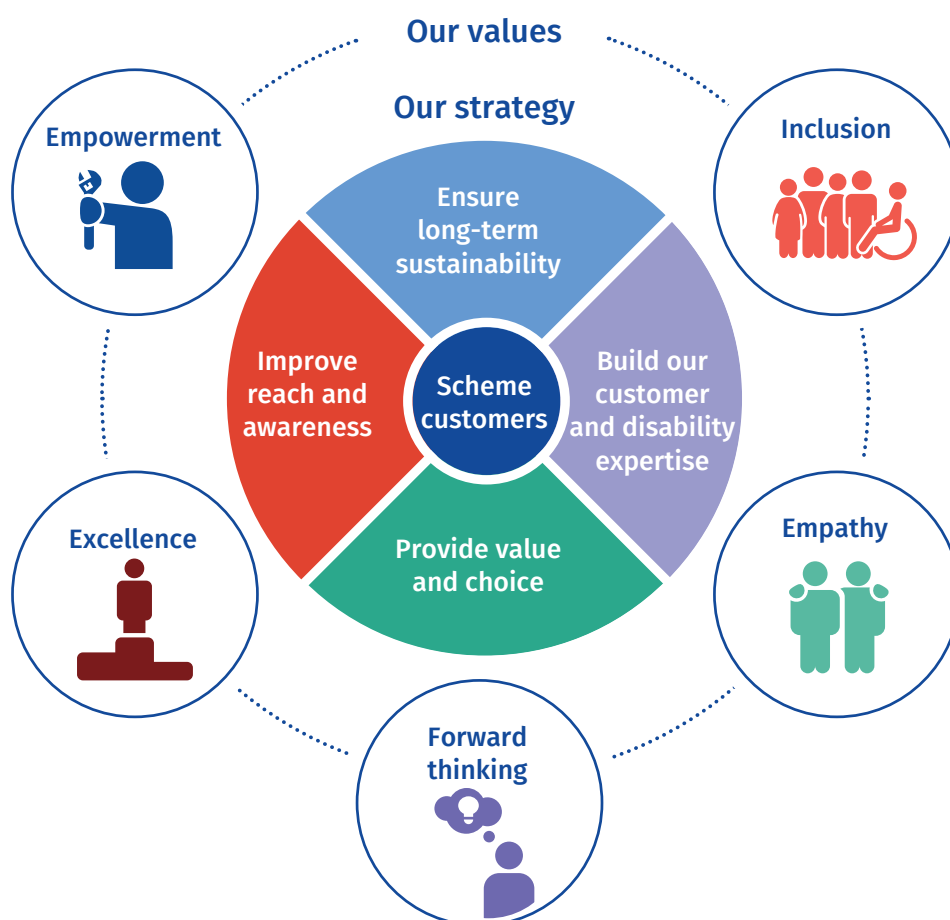 Our values
Our strategy
Empowerment
Inclusion
Ensure
long-term
sustainability
Improve
reach and
awareness
Scheme
customers
Build our
customer
and disability
expertise
Provide value
and choice
Excellence
Empathy
Forward
thinking